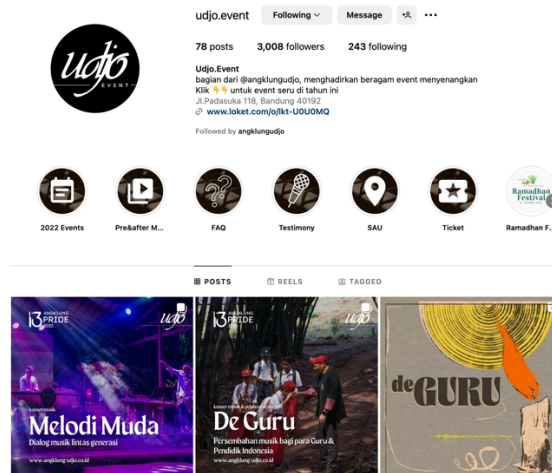 udjo.event Following Message
78 posts 3,008 followers 243 following
udjo
EVENT
Udjo.Event
bagian dari @angklungudjo, menghadirkan beragam event menyenangkan
Klik 👇👇 untuk event seru di tahun ini
Jl.Padasuka 118, Bandung 40192
www.loket.com/o/lkt-U0U0MQ
Followed by angklungudjo
Ramadhan
Festival
2022 Events Pre&after M... FAQ Testimony SAU Ticket Ramadhan F...
POSTS REELS TAGGED
13 ANGKLUNG
PRIDE
2023
udjo
konser musik
Melodi Muda
Dialog musik lintas generasi
www.angklung-udjo.co.id
13 ANGKLUNG
PRIDE
2023
udjo
De Guru
Persembahan musik bagi para Guru &
Pendidik Indonesia
www.angklung-udjo.co.id
deGURU